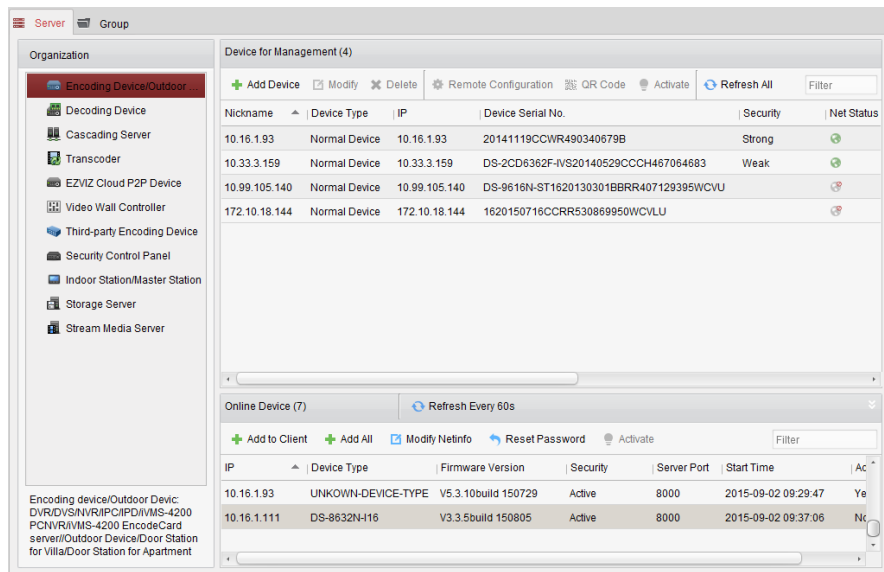 Server Group
Organization
Encoding Device/Outdoor ...
Decoding Device
Cascading Server
Transcoder
EZVIZ Cloud P2P Device
Video Wall Controller
Third-party Encoding Device
Security Control Panel
Indoor Station/Master Station
Storage Server
Stream Media Server
Encoding device/Outdoor Devic:
DVR/DVS/NVR/IPC/IPD/iVMS-4200
PCNVR/iVMS-4200 EncodeCard
server//Outdoor Device/Door Station
for Villa/Door Station for Apartment
Device for Management (4)
Add Device Modify Delete Remote Configuration QR Code Activate Refresh All Filter
Nickname Device Type IP Device Serial No. Security Net Status
10.16.1.93 Normal Device 10.16.1.93 20141119CCWR490340679B Strong
10.33.3.159 Normal Device 10.33.3.159 DS-2CD6362F-IVS20140529CCCH467064683 Weak
10.99.105.140 Normal Device 10.99.105.140 DS-9616N-ST1620130301BBRR407129395WCVU
172.10.18.144 Normal Device 172.10.18.144 1620150716CCRR530869950WCVLU
Online Device (7) Refresh Every 60s
Add to Client Add All Modify Netinfo Reset Password Activate Filter
IP Device Type Firmware Version Security Server Port Start Time Ad
10.16.1.93 UNKOWN-DEVICE-TYPE V5.3.10build 150729 Active 8000 2015-09-02 09:29:47 Ye
10.16.1.111 DS-8632N-I16 V3.3.5build 150805 Active 8000 2015-09-02 09:37:06 No